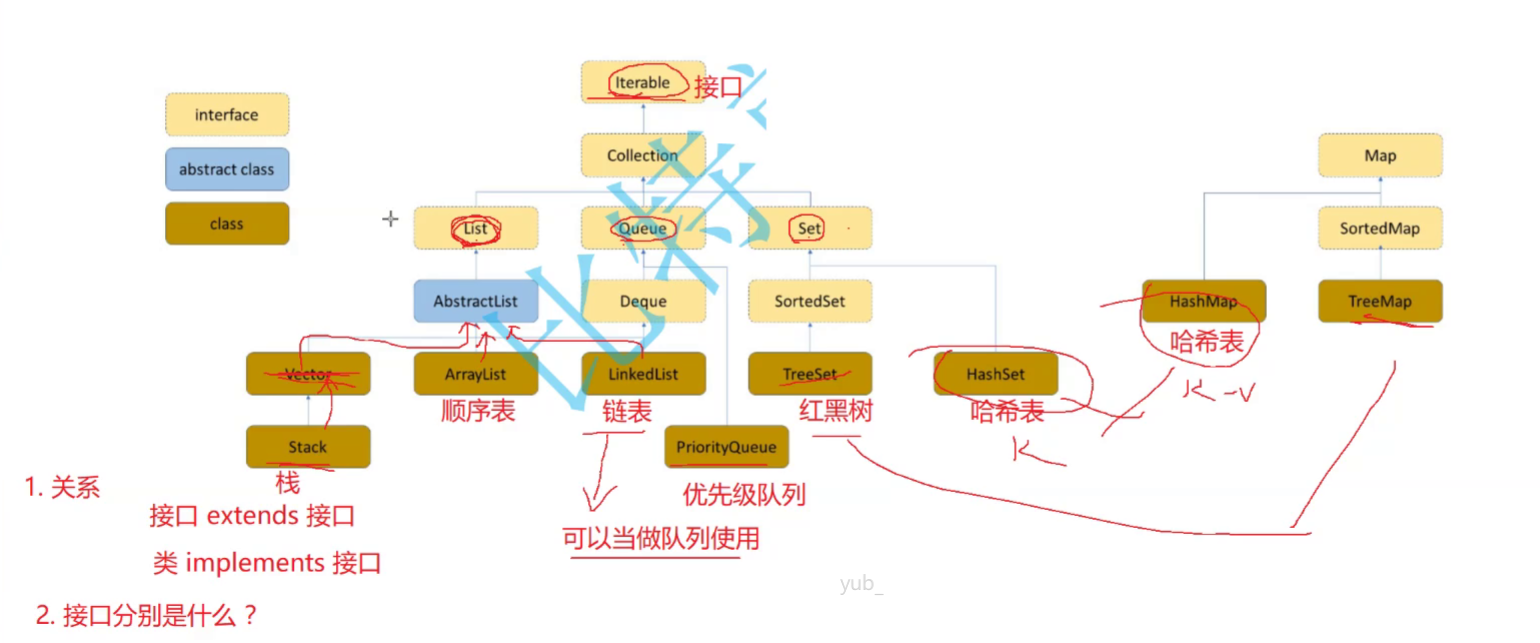 Iterable 接口
interface
Collection
Map
abstract class
class
List
Queue
Set
SortedMap
AbstractList
Deque
SortedSet
HashMap
TreeMap
哈希表
K-V
Vector
ArrayList
LinkedList
TreeSet
HashSet
顺序表
链表
红黑树
哈希表
K
Stack
PriorityQueue
栈
优先级队列
1. 关系
接口 extends 接口
可以当做队列使用
类 implements 接口
yub_
2. 接口分别是什么？
比特